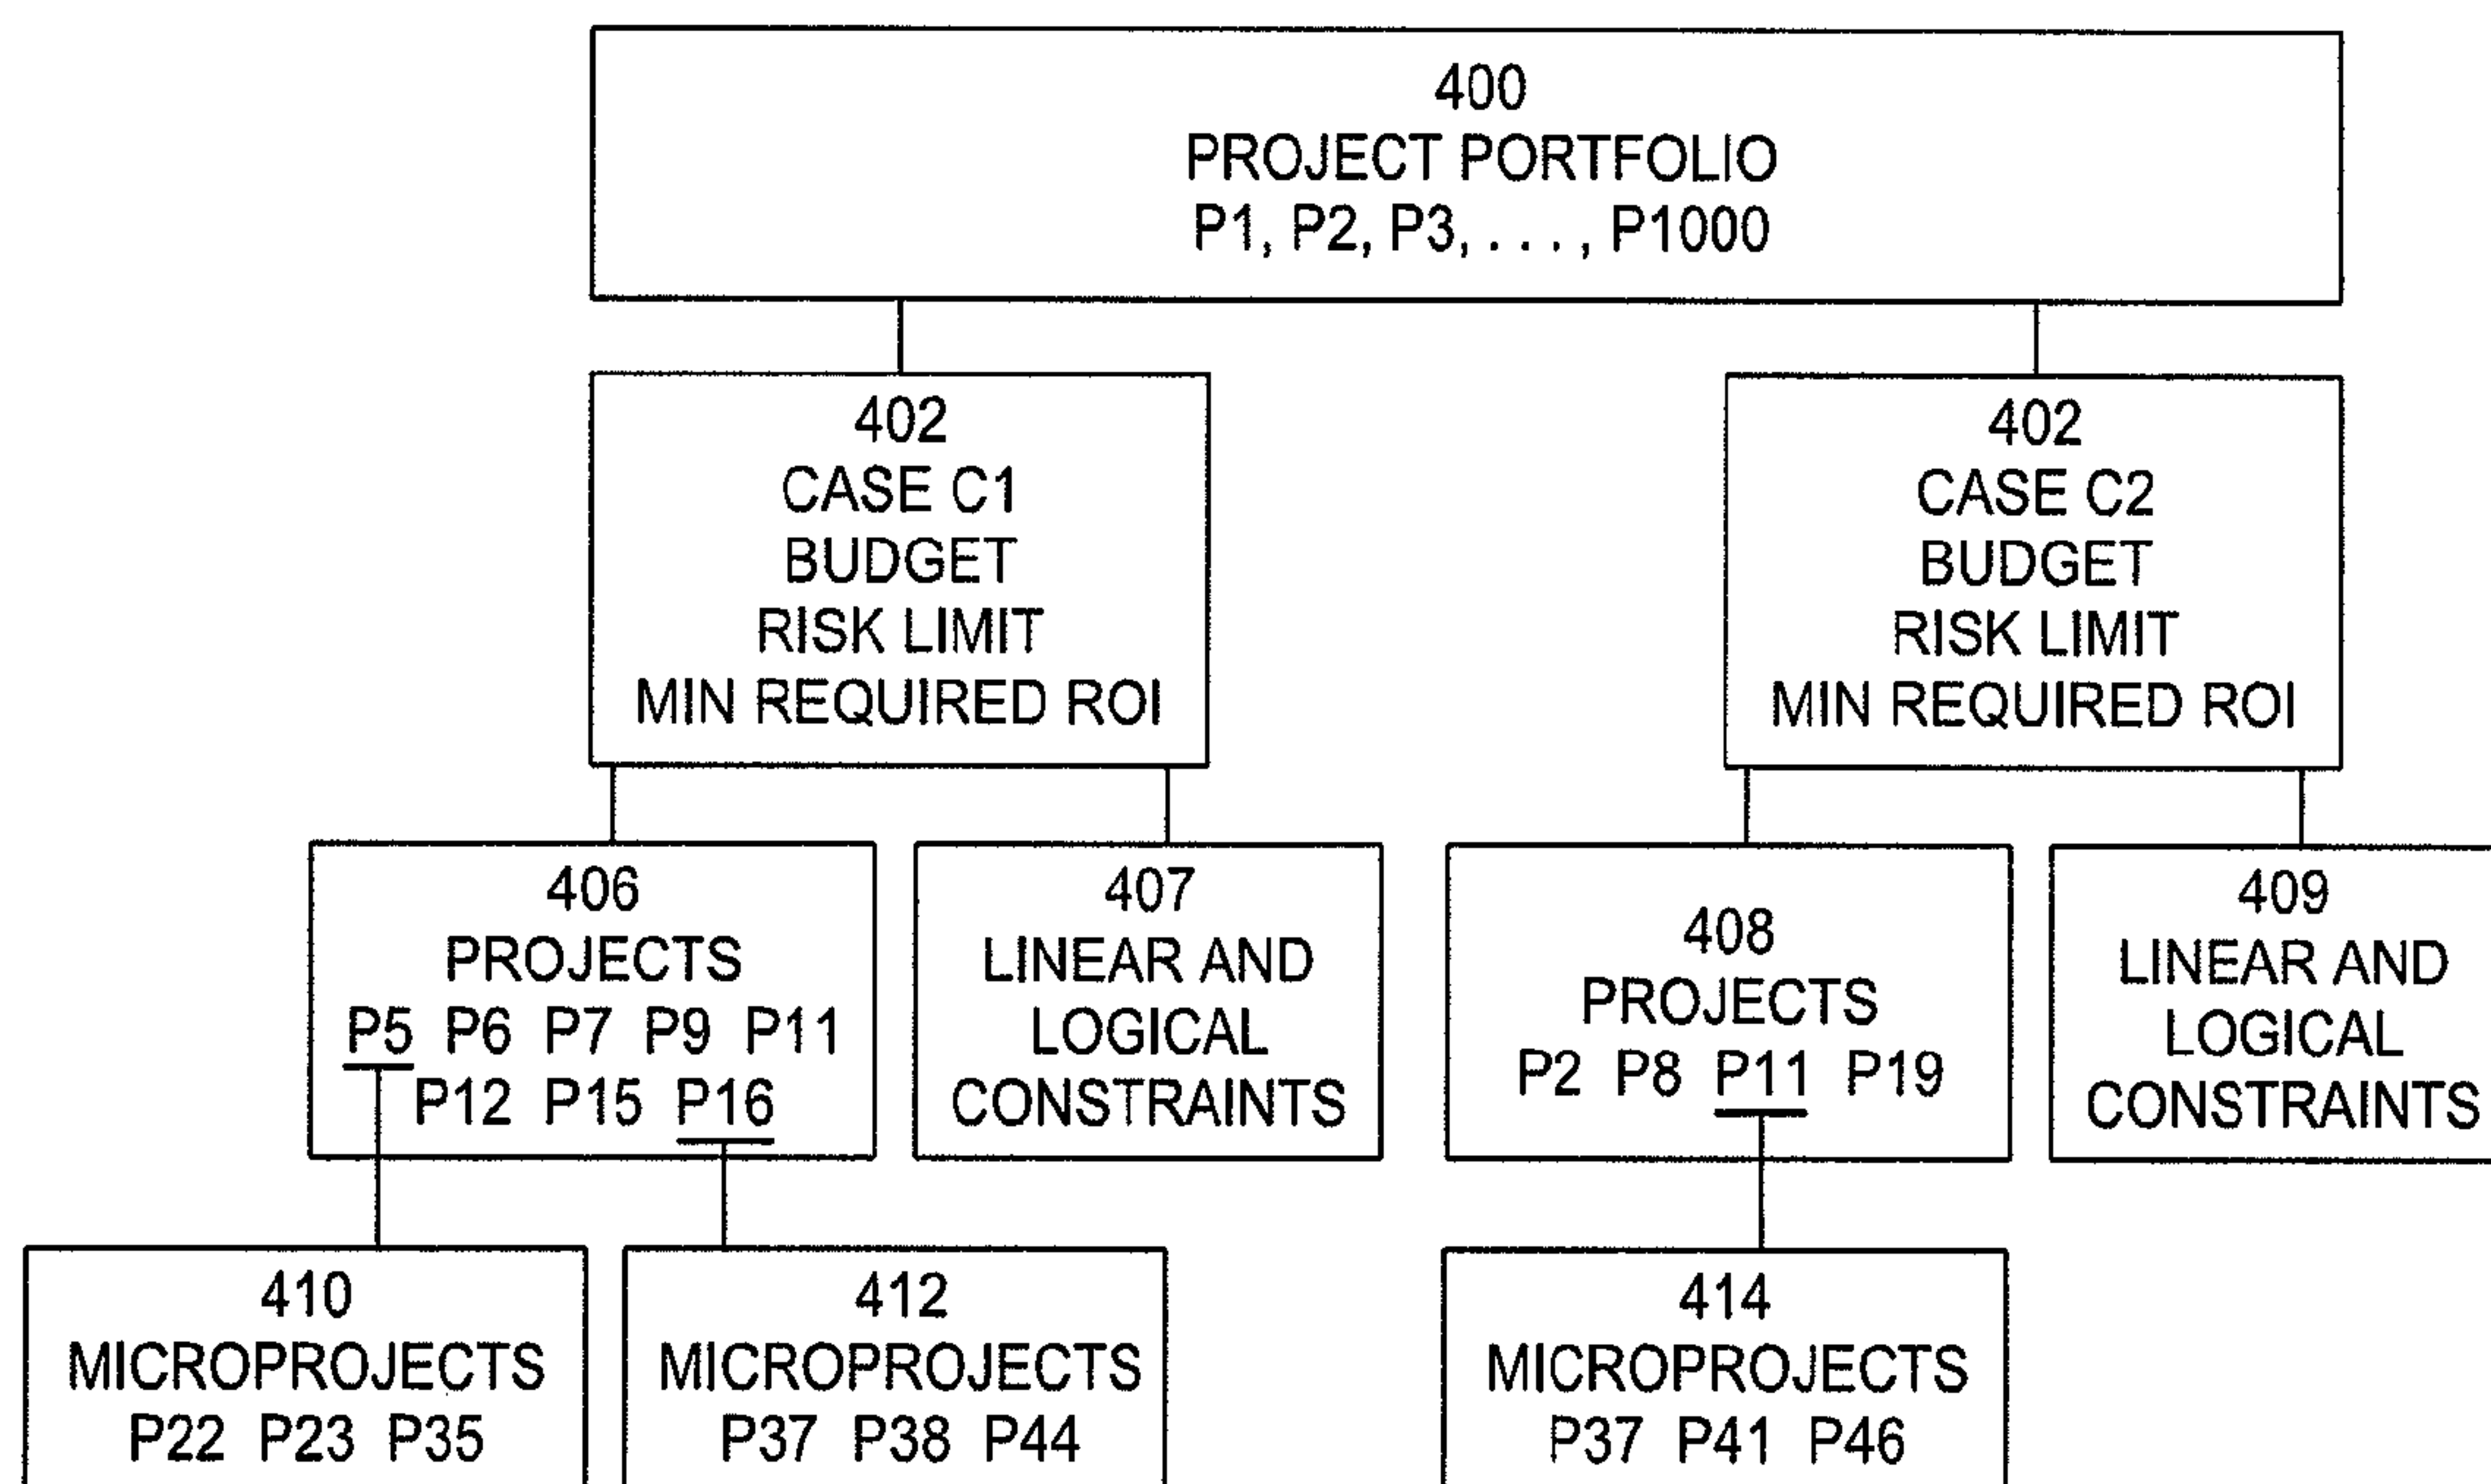 400
PROJECT PORTFOLIO
P1, P2, P3, . . . , P1000
402
CASE C1
BUDGET
RISK LIMIT
MIN REQUIRED ROI
402
CASE C2
BUDGET
RISK LIMIT
MIN REQUIRED ROI
406
PROJECTS
P5 P6 P7 P9 P11
P12 P15 P16
407
LINEAR AND
LOGICAL
CONSTRAINTS
408
PROJECTS
P2 P8 P11 P19
409
LINEAR AND
LOGICAL
CONSTRAINTS
410
MICROPROJECTS
P22 P23 P35
412
MICROPROJECTS
P37 P38 P44
414
MICROPROJECTS
P37 P41 P46